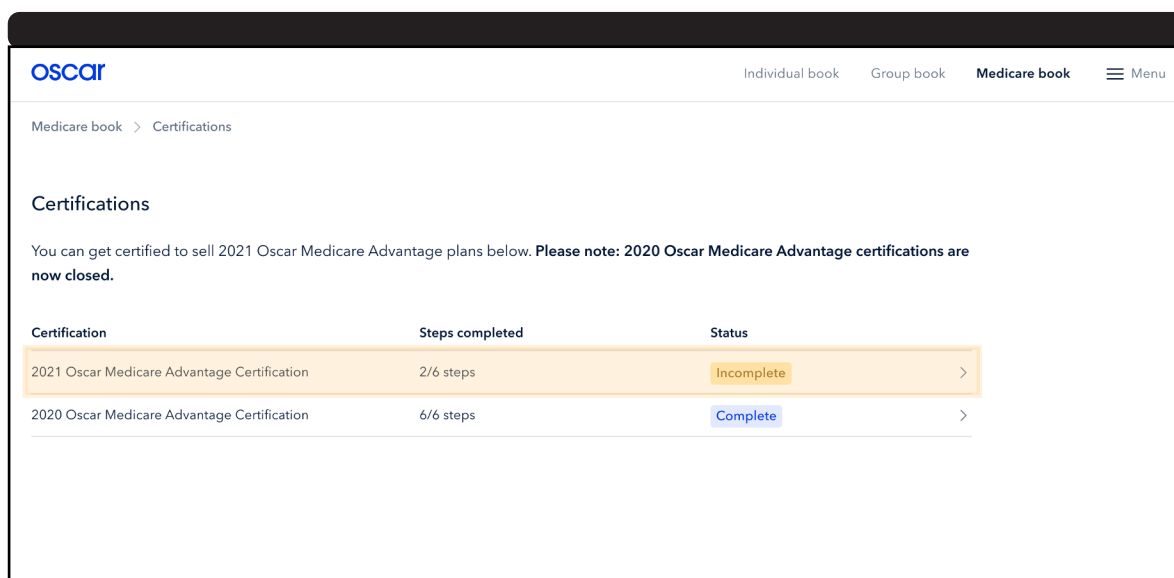 oscar
Individual book Group book Medicare book Menu
Medicare book > Certifications
Certifications
You can get certified to sell 2021 Oscar Medicare Advantage plans below. Please note: 2020 Oscar Medicare Advantage certifications are
now closed.
Certification Steps completed Status
2021 Oscar Medicare Advantage Certification 2/6 steps Incomplete
2020 Oscar Medicare Advantage Certification 6/6 steps Complete